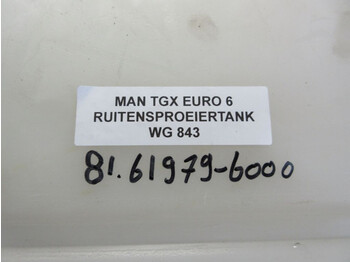 MAN TGX EURO 6
RUITENSPROEIERTANK
WG 843
81.61979-6000